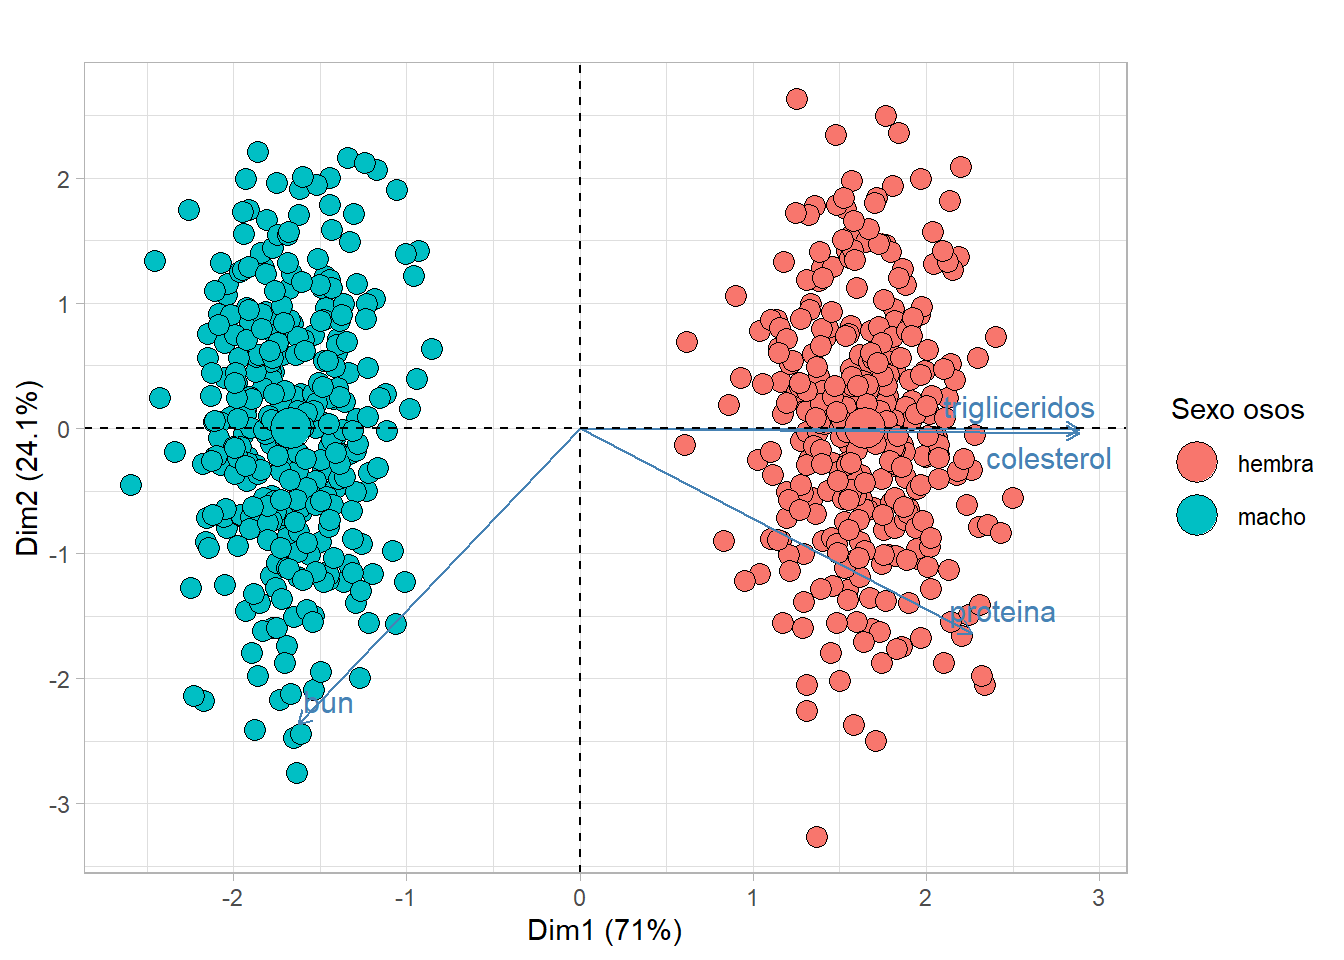 2
1
0
-1
-2
-3
Dim2 (24.1%)
trigliceridos
colesterol
proteina
bun
-2
-1
0
1
2
3
Dim1 (71%)
Sexo osos
hembra
macho